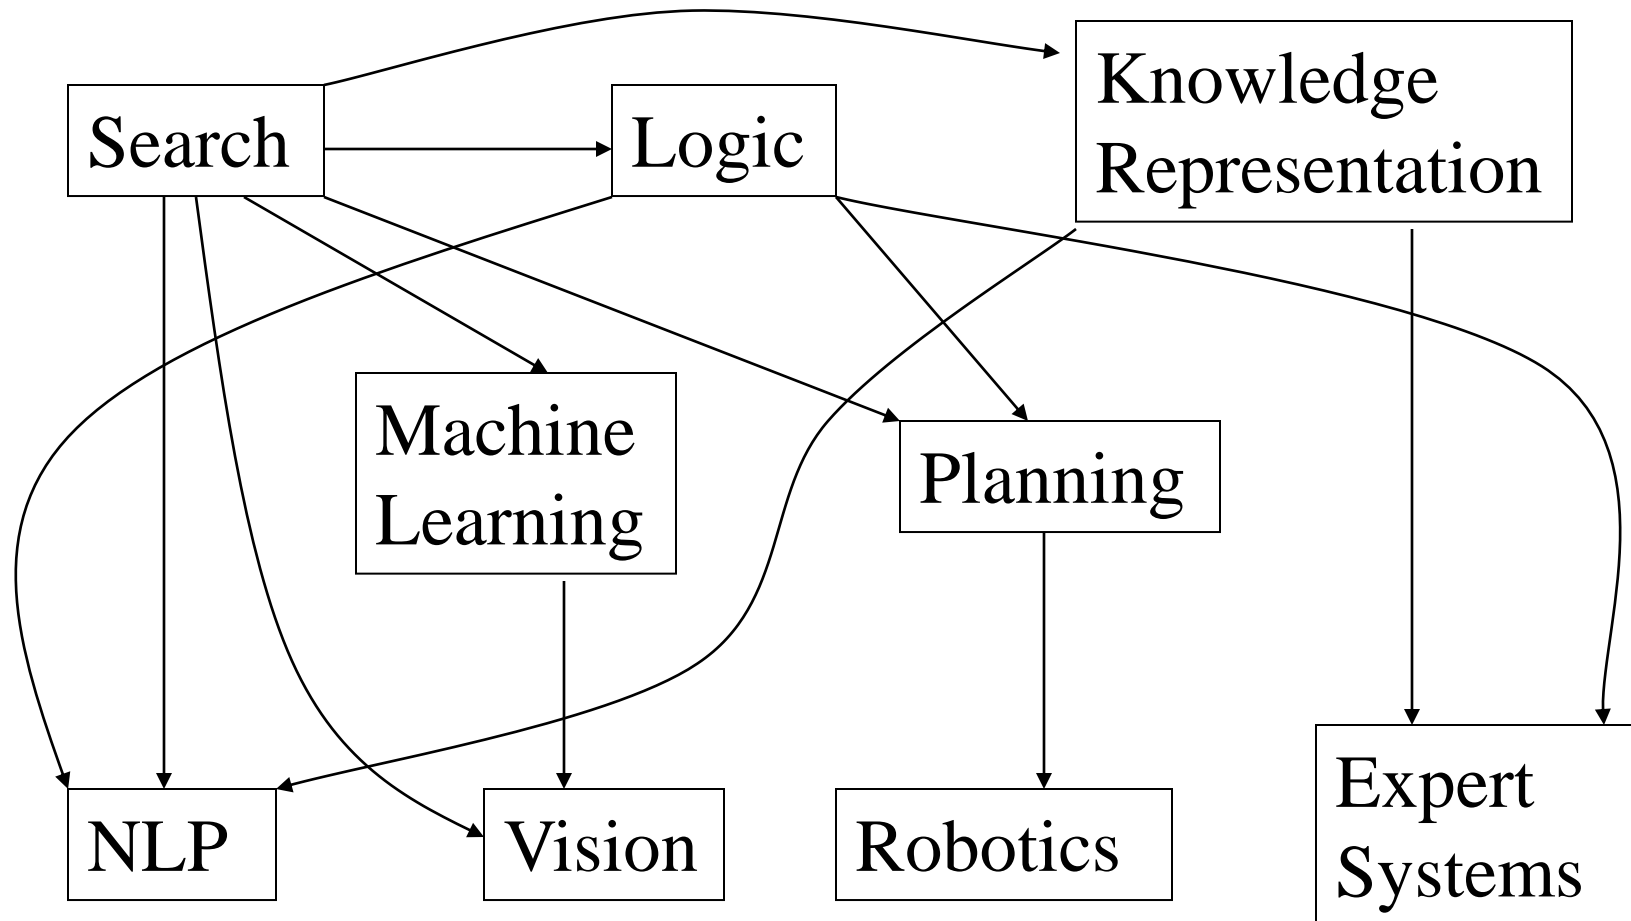 Search
Logic
Knowledge
Representation
Machine
Learning
Planning
NLP
Vision
Robotics
Expert
Systems